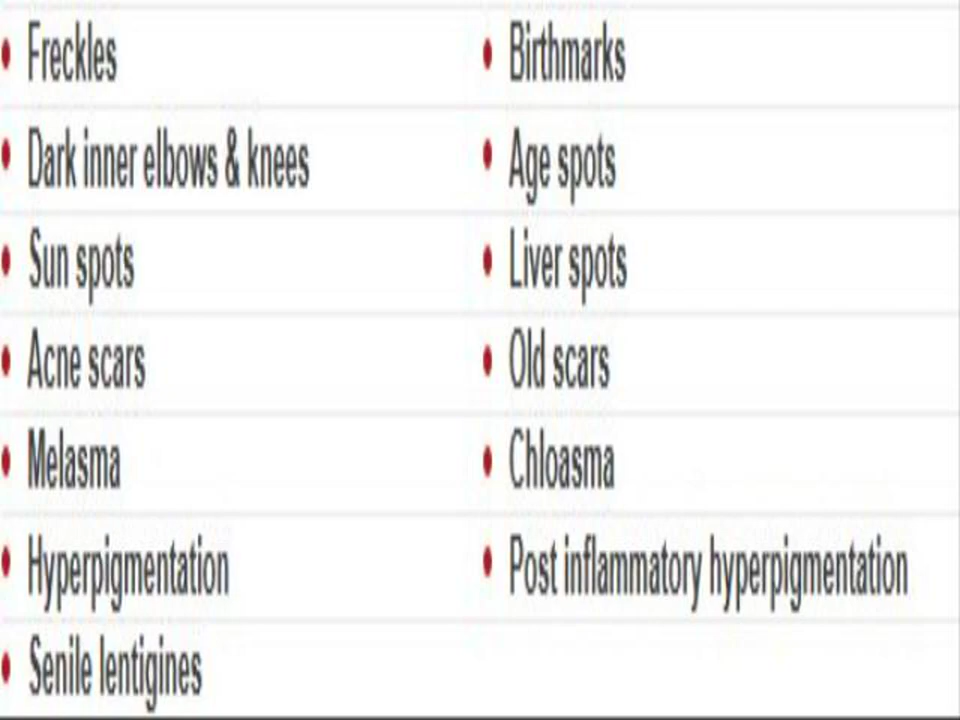 • Freckles
• Birthmarks
• Dark inner elbows & knees
• Age spots
• Sun spots
• Liver spots
• Acne scars
• Old scars
• Melasma
• Chloasma
• Hyperpigmentation
• Post inflammatory hyperpigmentation
• Senile lentigines